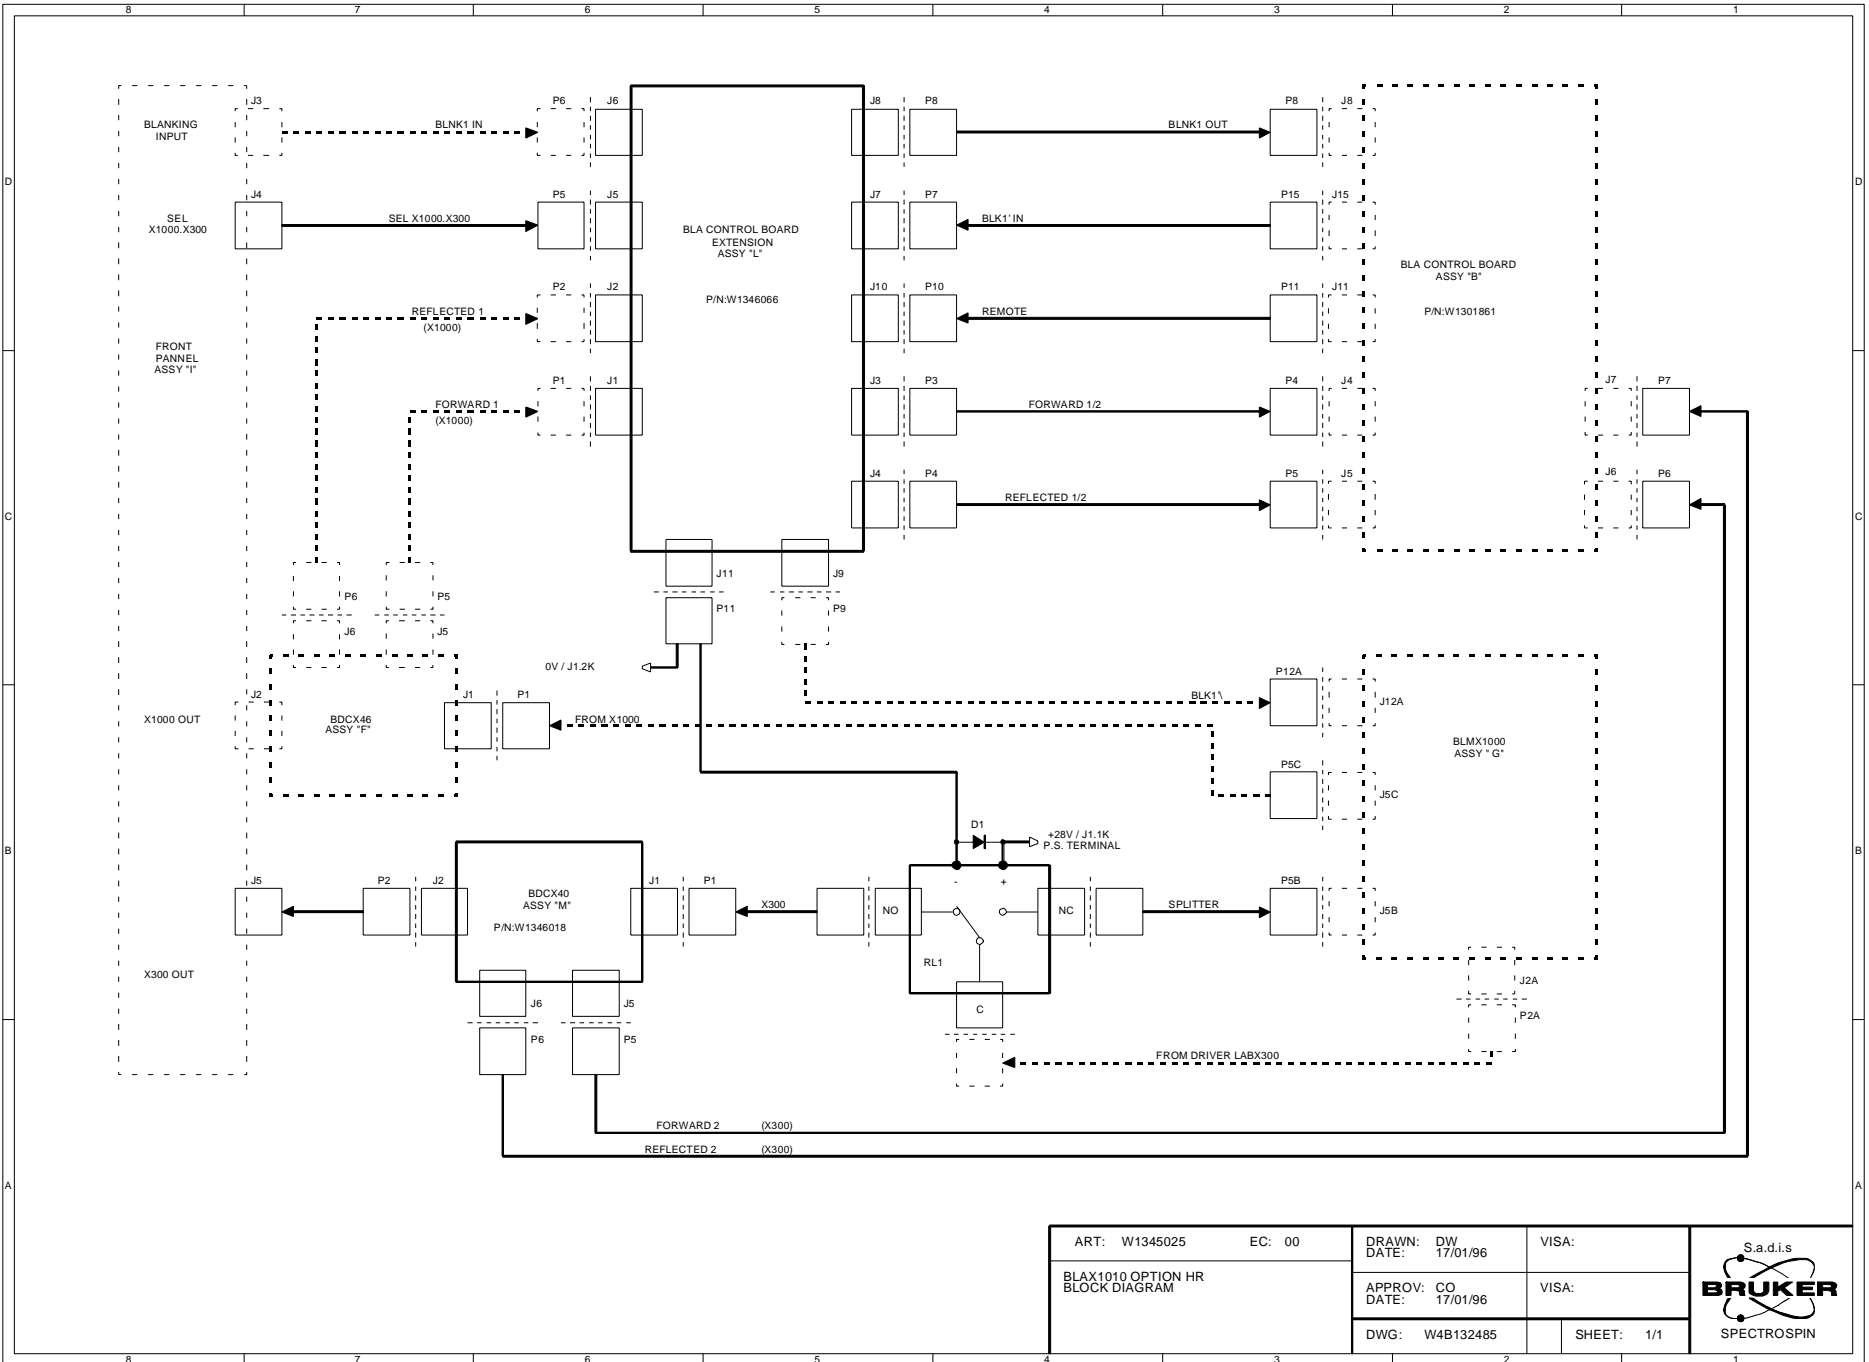 8 7 6 5 4 3 2 1
J3 P6 J6 J8 P8 P8 J8
BLANKING
INPUT
BLNK1 IN
BLNK1 OUT
D D
J4 P5 J5 J7 P7 P15 J15
SEL
X1000.X300
SEL X1000.X300
BLK1' IN
BLA CONTROL BOARD
EXTENSION
ASSY "L"
P/N:W1346066
BLA CONTROL BOARD
ASSY "B"
P/N:W1301861
P2 J2 J10 P10 P11 J11
REFLECTED 1
(X1000)
REMOTE
FRONT
PANNEL
ASSY "I"
P1 J1 J3 P3 P4 J4 J7 P7
FORWARD 1
(X1000)
FORWARD 1/2
J4 P4 P5 J5 J6 P6
REFLECTED 1/2
C C
J11 J9
P6 P5 P11 P9
J6 J5
0V / J1.2K
P12A
BLK1\
J12A
J2 J1 P1
X1000 OUT
BDCX46
ASSY "F"
FROM X1000
BLMX1000
ASSY " G"
P5C
J5C
D1
+28V / J1.1K
P.S. TERMINAL
B B
- +
J5 P2 J2 J1 P1 P5B
BDCX40
ASSY "M"
P/N:W1346018
X300
NO
NC
SPLITTER
J5B
RL1
X300 OUT
J6 J5
C
J2A
P6 P5
P2A
FROM DRIVER LABX300
FORWARD 2 (X300)
REFLECTED 2 (X300)
A A
ART: W1345025 EC: 00
BLAX1010 OPTION HR
BLOCK DIAGRAM
DRAWN: DW
DATE: 17/01/96
VISA:
APPROV: CO
DATE: 17/01/96
VISA:
DWG: W4B132485
SHEET: 1/1
S.a.d.i.s
BRUKER
SPECTROSPIN
8 7 6 5 4 3 2 1